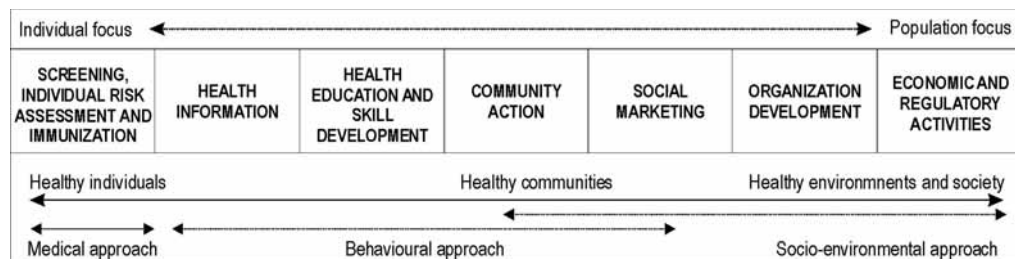 Individual focus Population focus
SCREENING, INDIVIDUAL RISK ASSESSMENT AND IMMUNIZATION
HEALTH INFORMATION
HEALTH EDUCATION AND SKILL DEVELOPMENT
COMMUNITY ACTION
SOCIAL MARKETING
ORGANIZATION DEVELOPMENT
ECONOMIC AND REGULATORY ACTIVITIES
Healthy individuals Healthy communities Healthy environmnents and society
Medical approach Behavioural approach Socio-environmental approach